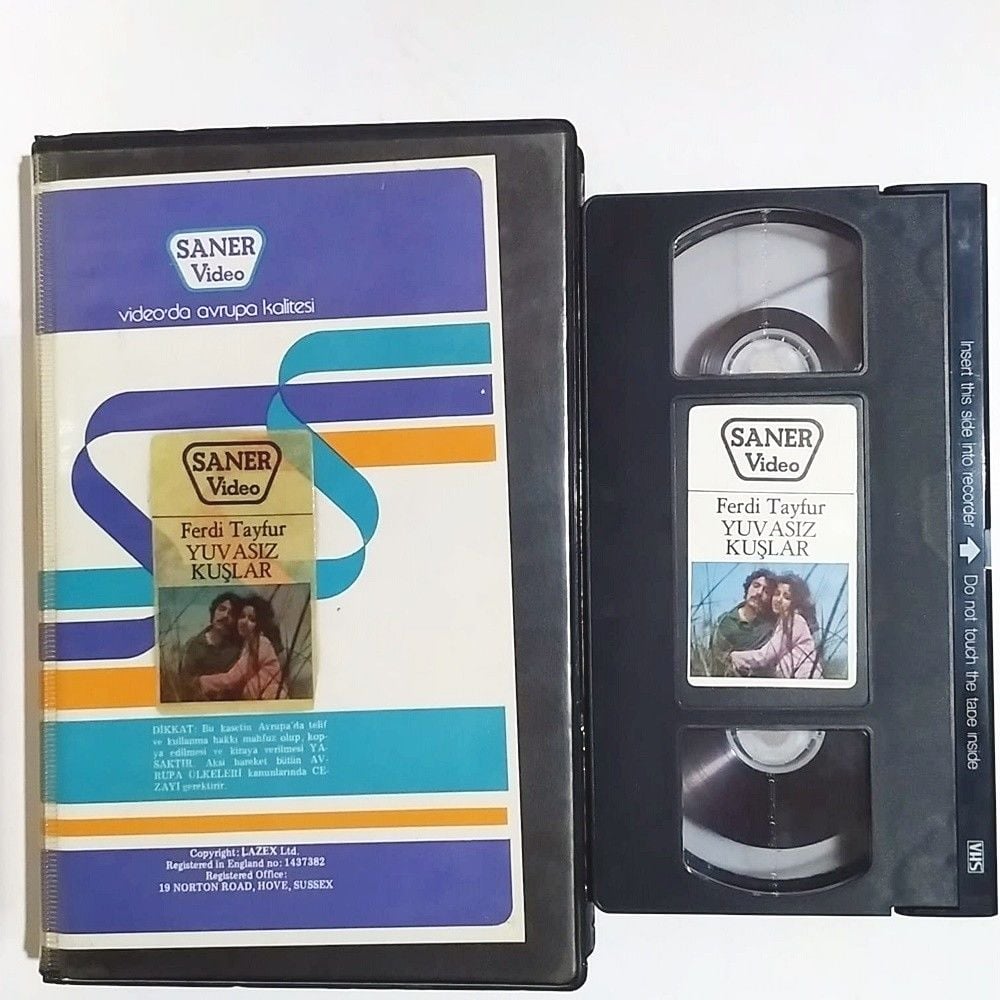 SANER
Video
video'da avrupa kalitesi
SANER
Video
Ferdi Tayfur
YUVASIZ
KUŞLAR
DİKKAT: Bu kasetin Avrupa'da telif
ve kullanma hakkı mahfuz olup, kop-
ya edilmesi ve kiraya verilmesi YA-
SAKTIR. Aksi hareket bütün AV-
RUPA ÜLKELERİ kanunlarında CE-
ZAYİ gerektirir.
Copyright: LAZEX Ltd.
Registered in England no: 1437382
Registered Office:
19 NORTON ROAD, HOVE, SUSSEX
SANER
Video
Ferdi Tayfur
YUVASIZ
KUŞLAR
Insert this side into recorder Do not touch the tape inside
VHS